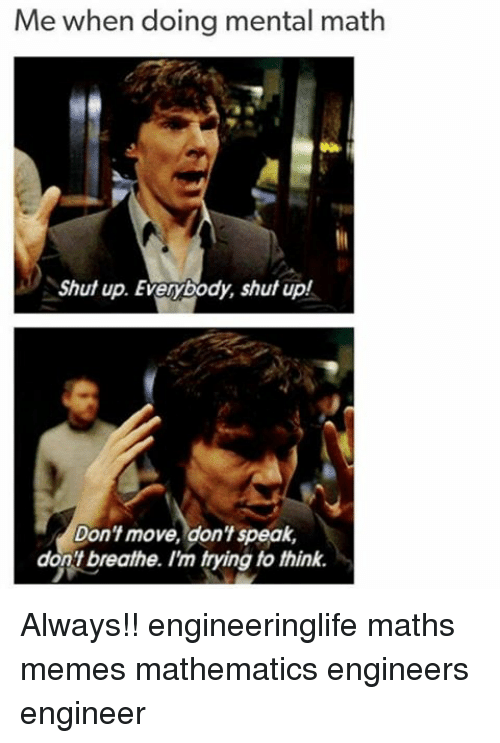 Me when doing mental math
Shut up. Everybody, shut up!
Don't move, don't speak,
don't breathe. I'm trying to think.
Always!! engineeringlife maths
memes mathematics engineers
engineer